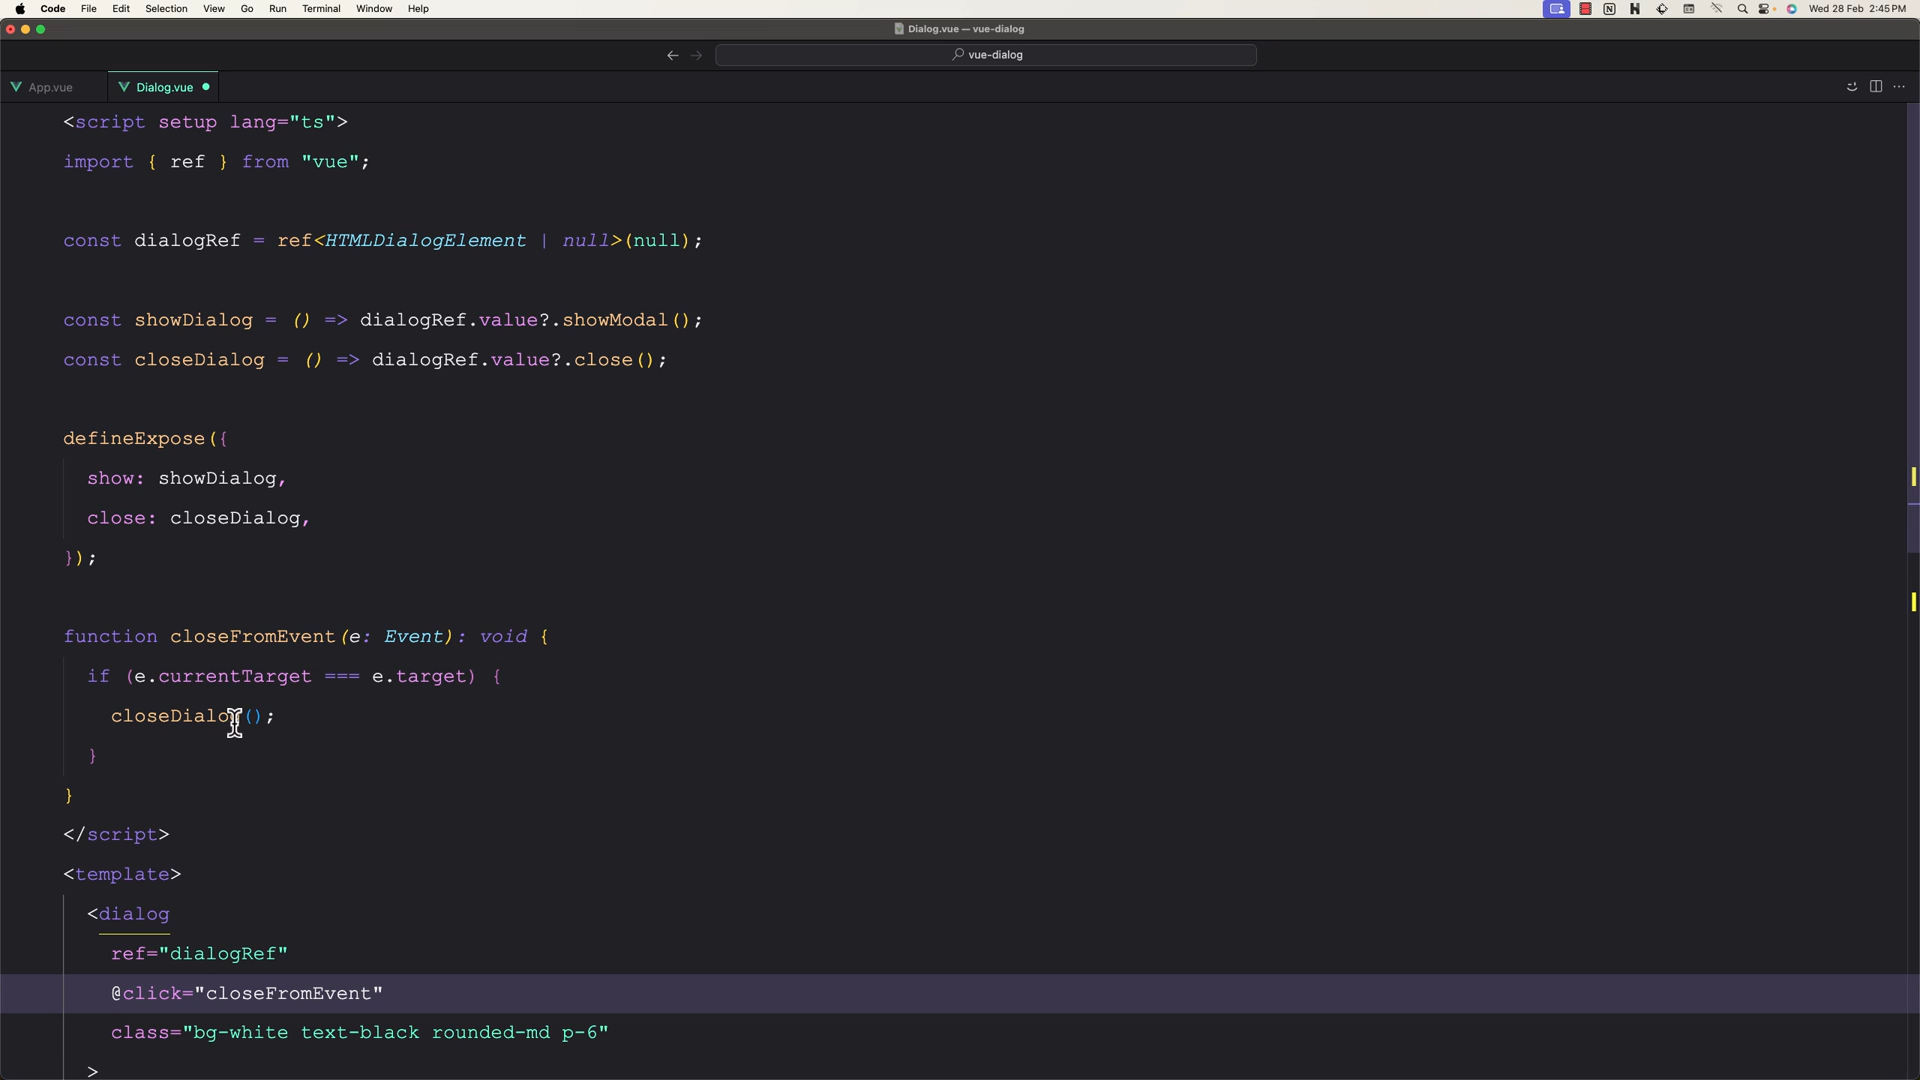 Code File Edit Selection View Go Run Terminal Window Help Wed 28 Feb 2:45 PM
Dialog.vue — vue-dialog
vue-dialog
App.vue Dialog.vue
<script setup lang="ts">
import { ref } from "vue";
const dialogRef = ref<HTMLDialogElement | null>(null);
const showDialog = () => dialogRef.value?.showModal();
const closeDialog = () => dialogRef.value?.close();
defineExpose({
show: showDialog,
close: closeDialog,
});
function closeFromEvent(e: Event): void {
if (e.currentTarget === e.target) {
closeDialog();
}
}
</script>
<template>
<dialog
ref="dialogRef"
@click="closeFromEvent"
class="bg-white text-black rounded-md p-6"
>